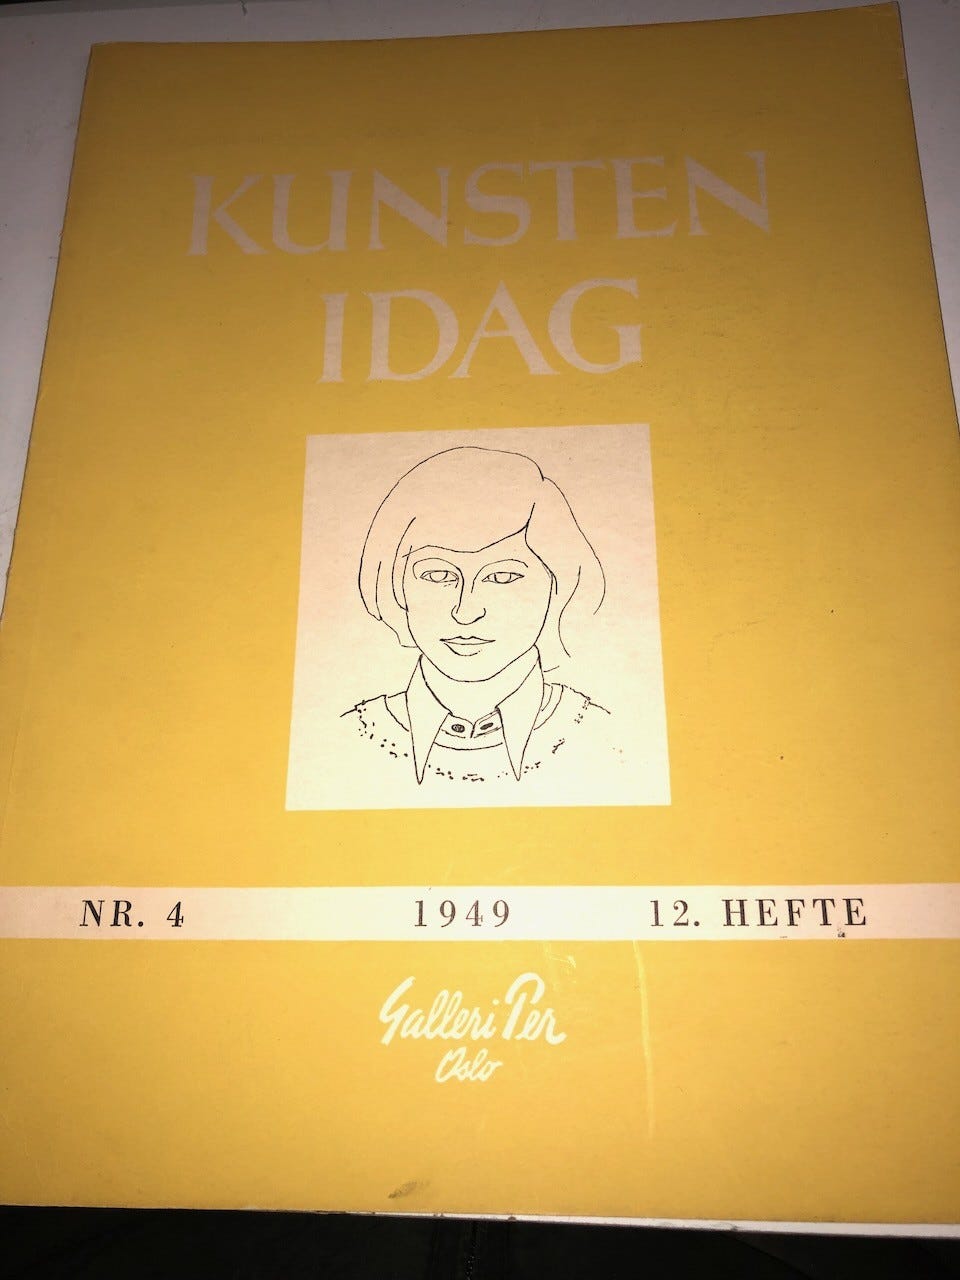 KUNSTEN
IDAG
NR. 4 1949 12. HEFTE
Galleri Per
Oslo